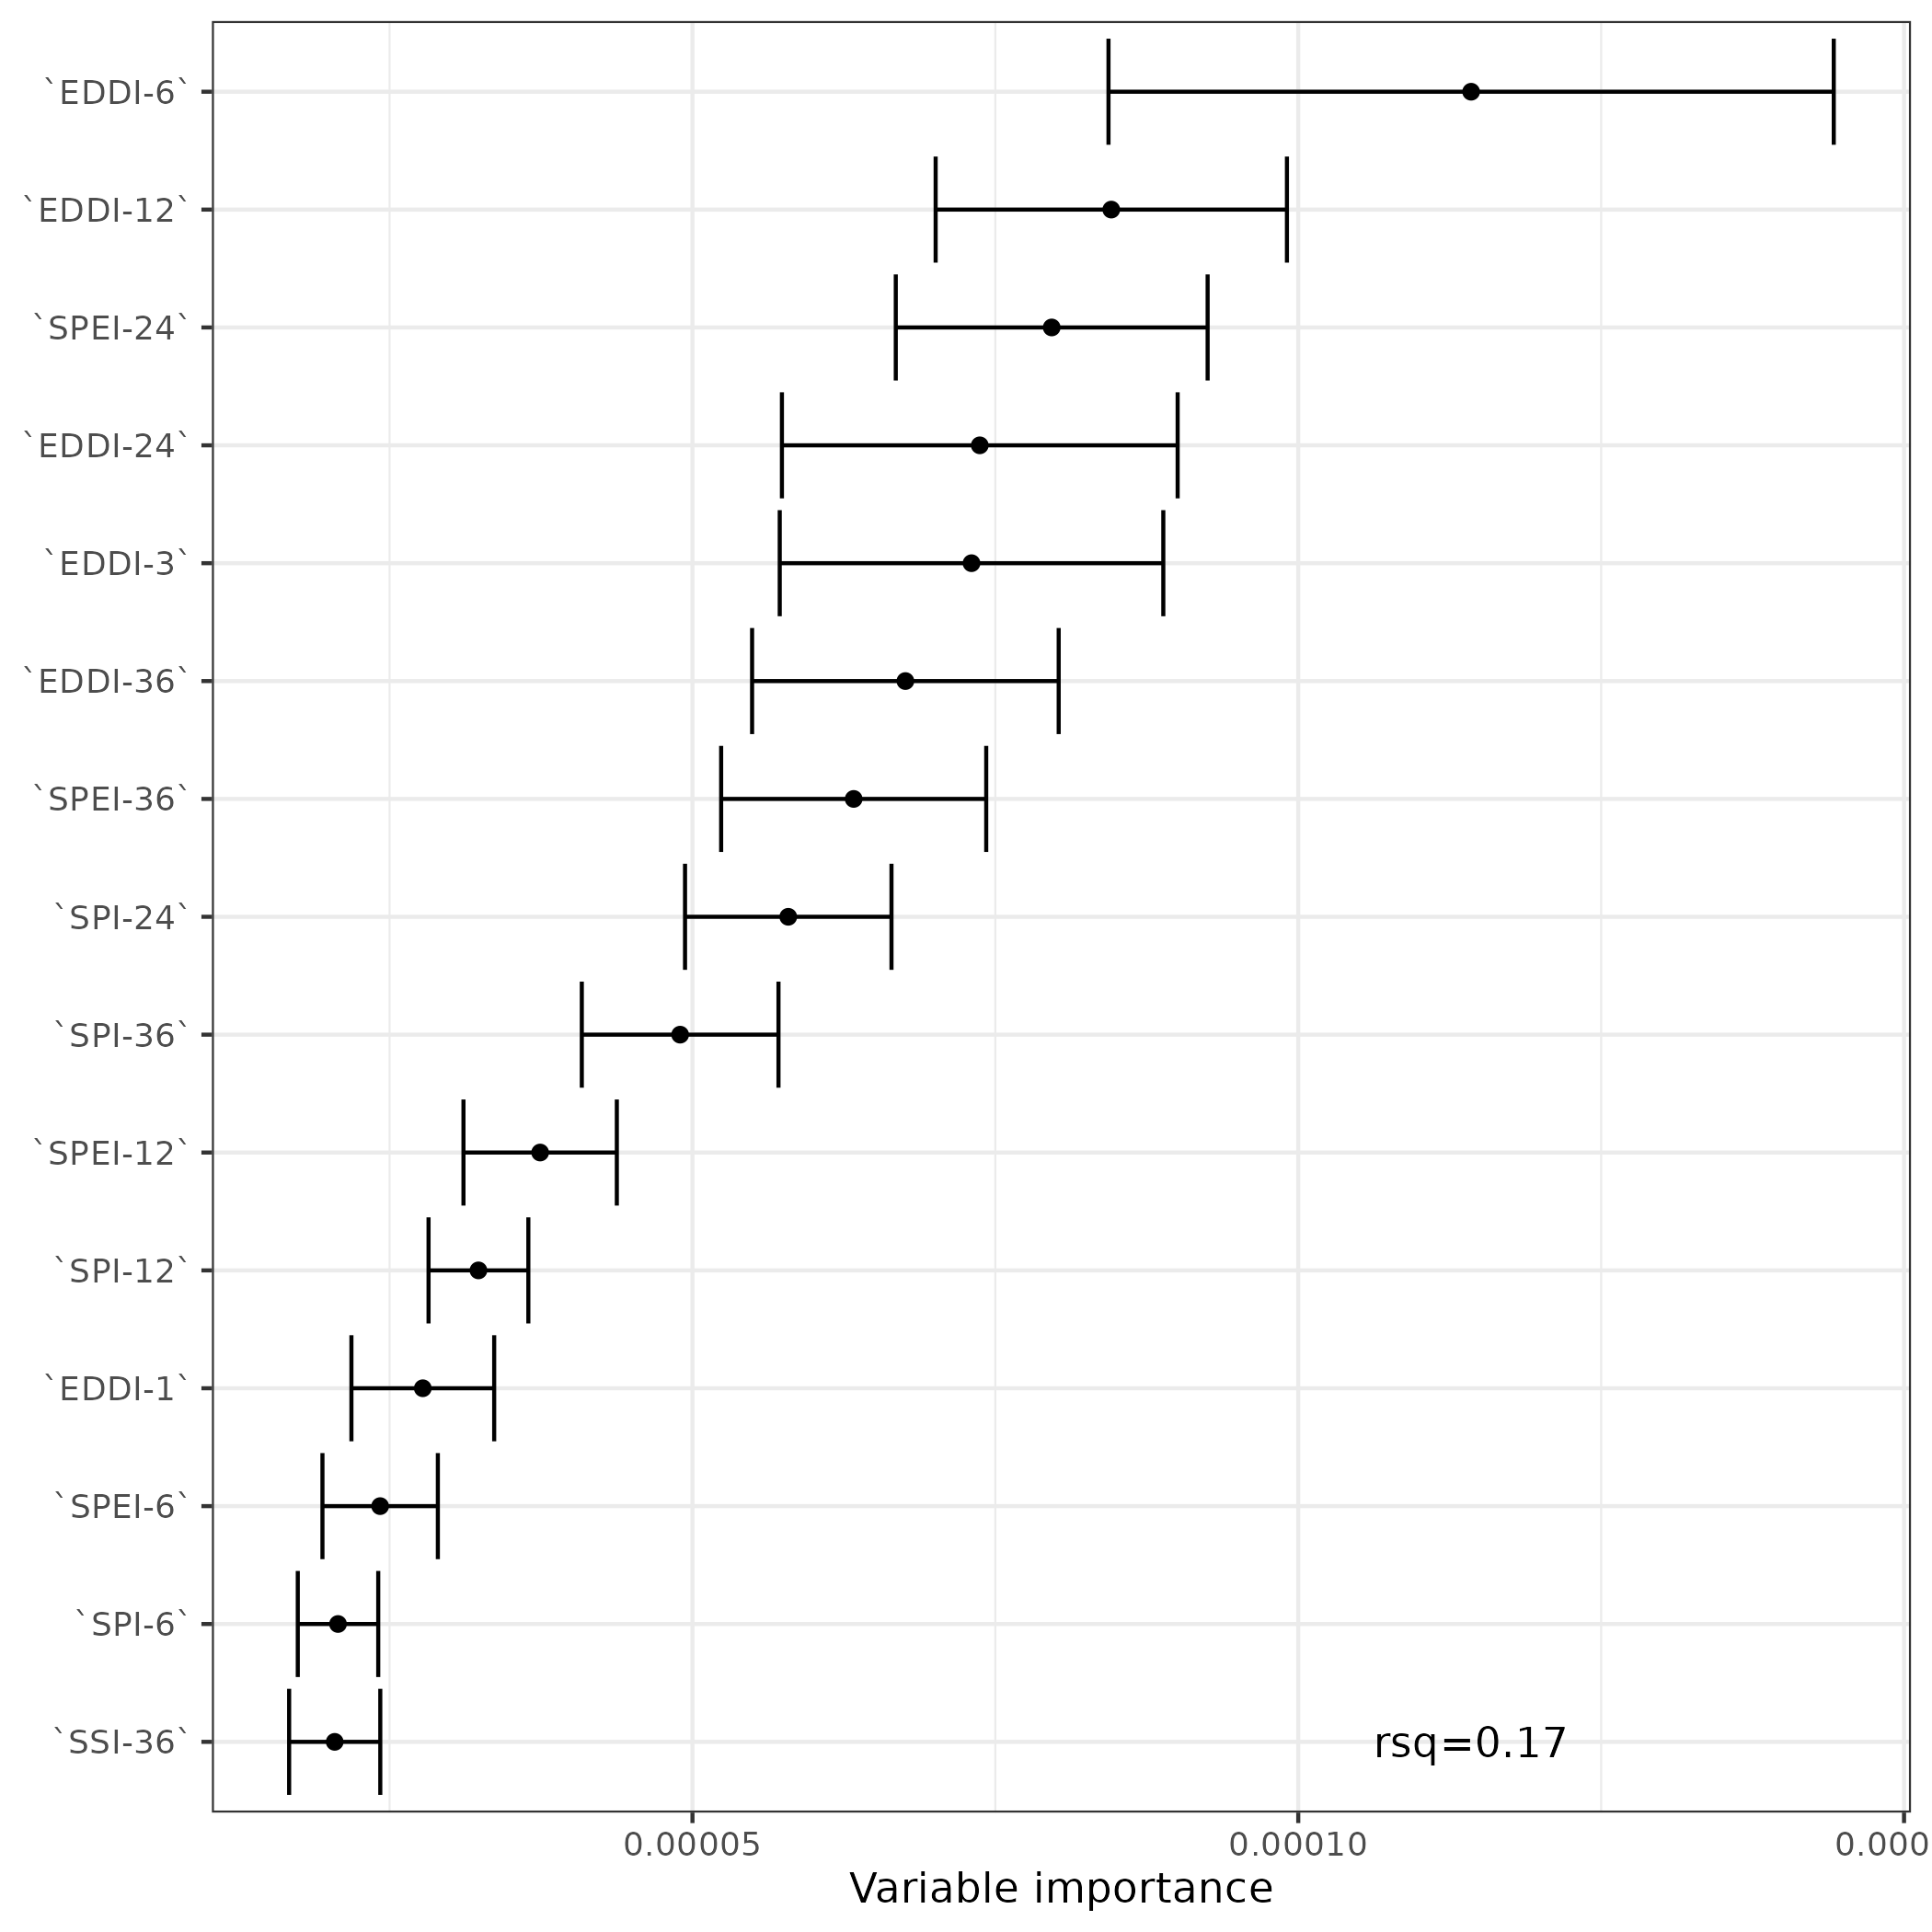 `EDDI-6`
`EDDI-12`
`SPEI-24`
`EDDI-24`
`EDDI-3`
`EDDI-36`
`SPEI-36`
`SPI-24`
`SPI-36`
`SPEI-12`
`SPI-12`
`EDDI-1`
`SPEI-6`
`SPI-6`
`SSI-36`
rsq=0.17
0.00005 0.00010 0.000
Variable importance